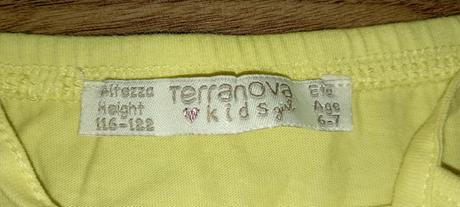 Altezza
Height
116-122
Terranova
kids girl
Età
Age
6-7